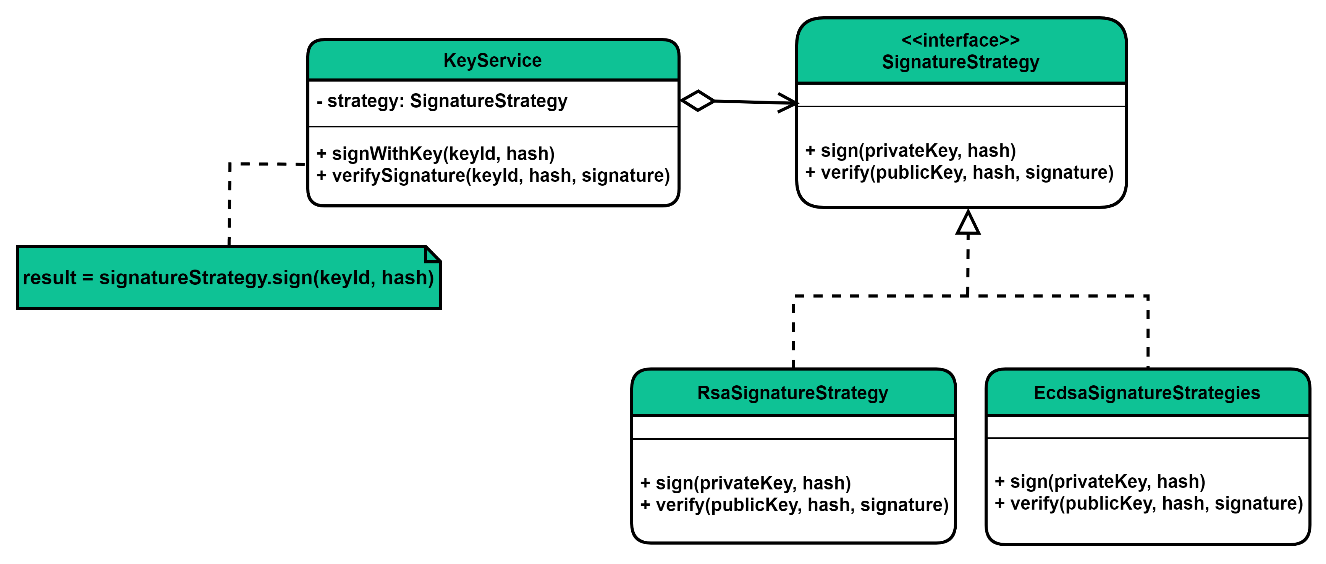 KeyService
- strategy: SignatureStrategy
+ signWithKey(keyId, hash)
+ verifySignature(keyId, hash, signature)
<<interface>>
SignatureStrategy
+ sign(privateKey, hash)
+ verify(publicKey, hash, signature)
result = signatureStrategy.sign(keyId, hash)
RsaSignatureStrategy
+ sign(privateKey, hash)
+ verify(publicKey, hash, signature)
EcdsaSignatureStrategies
+ sign(privateKey, hash)
+ verify(publicKey, hash, signature)